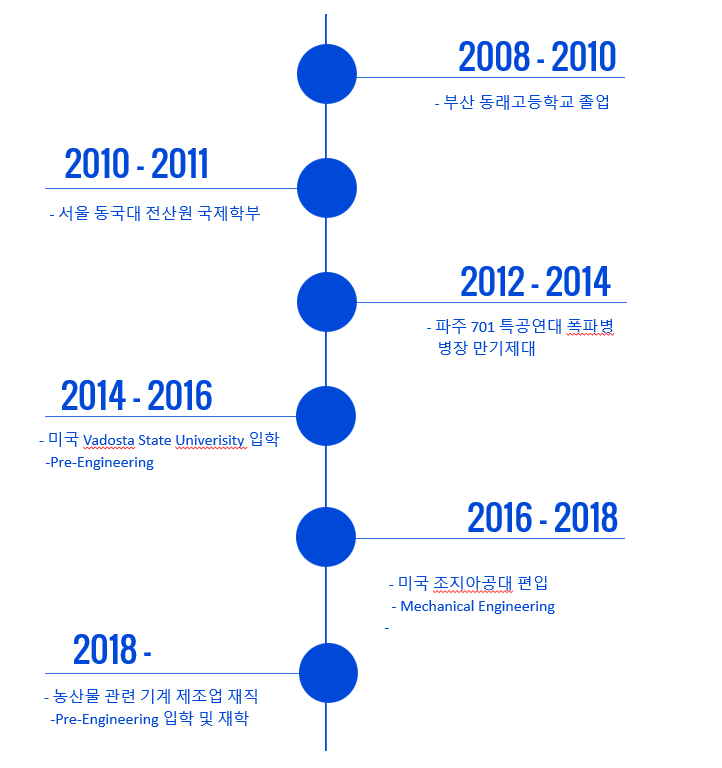 2008 - 2010
- 부산 동래고등학교 졸업
2010 - 2011
- 서울 동국대 전산원 국제학부
2012 - 2014
- 파주 701 특공연대 폭파병
병장 만기제대
2014 - 2016
- 미국 Vadosta State Univerisity 입학
-Pre-Engineering
2016 - 2018
- 미국 조지아공대 편입
- Mechanical Engineering
-
2018 -
- 농산물 관련 기계 제조업 재직
-Pre-Engineering 입학 및 재학